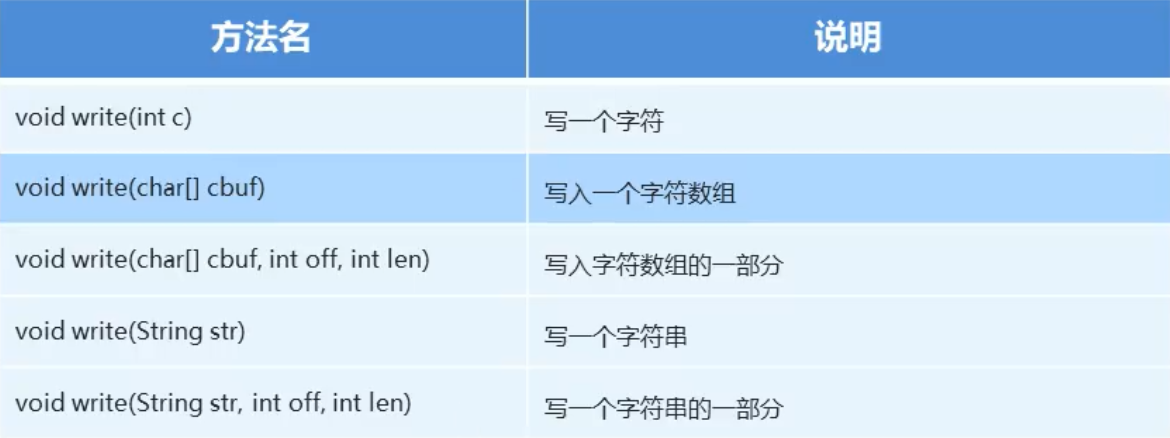 方法名 说明
void write(int c) 写一个字符
void write(char[] cbuf) 写入一个字符数组
void write(char[] cbuf, int off, int len) 写入字符数组的一部分
void write(String str) 写一个字符串
void write(String str, int off, int len) 写一个字符串的一部分